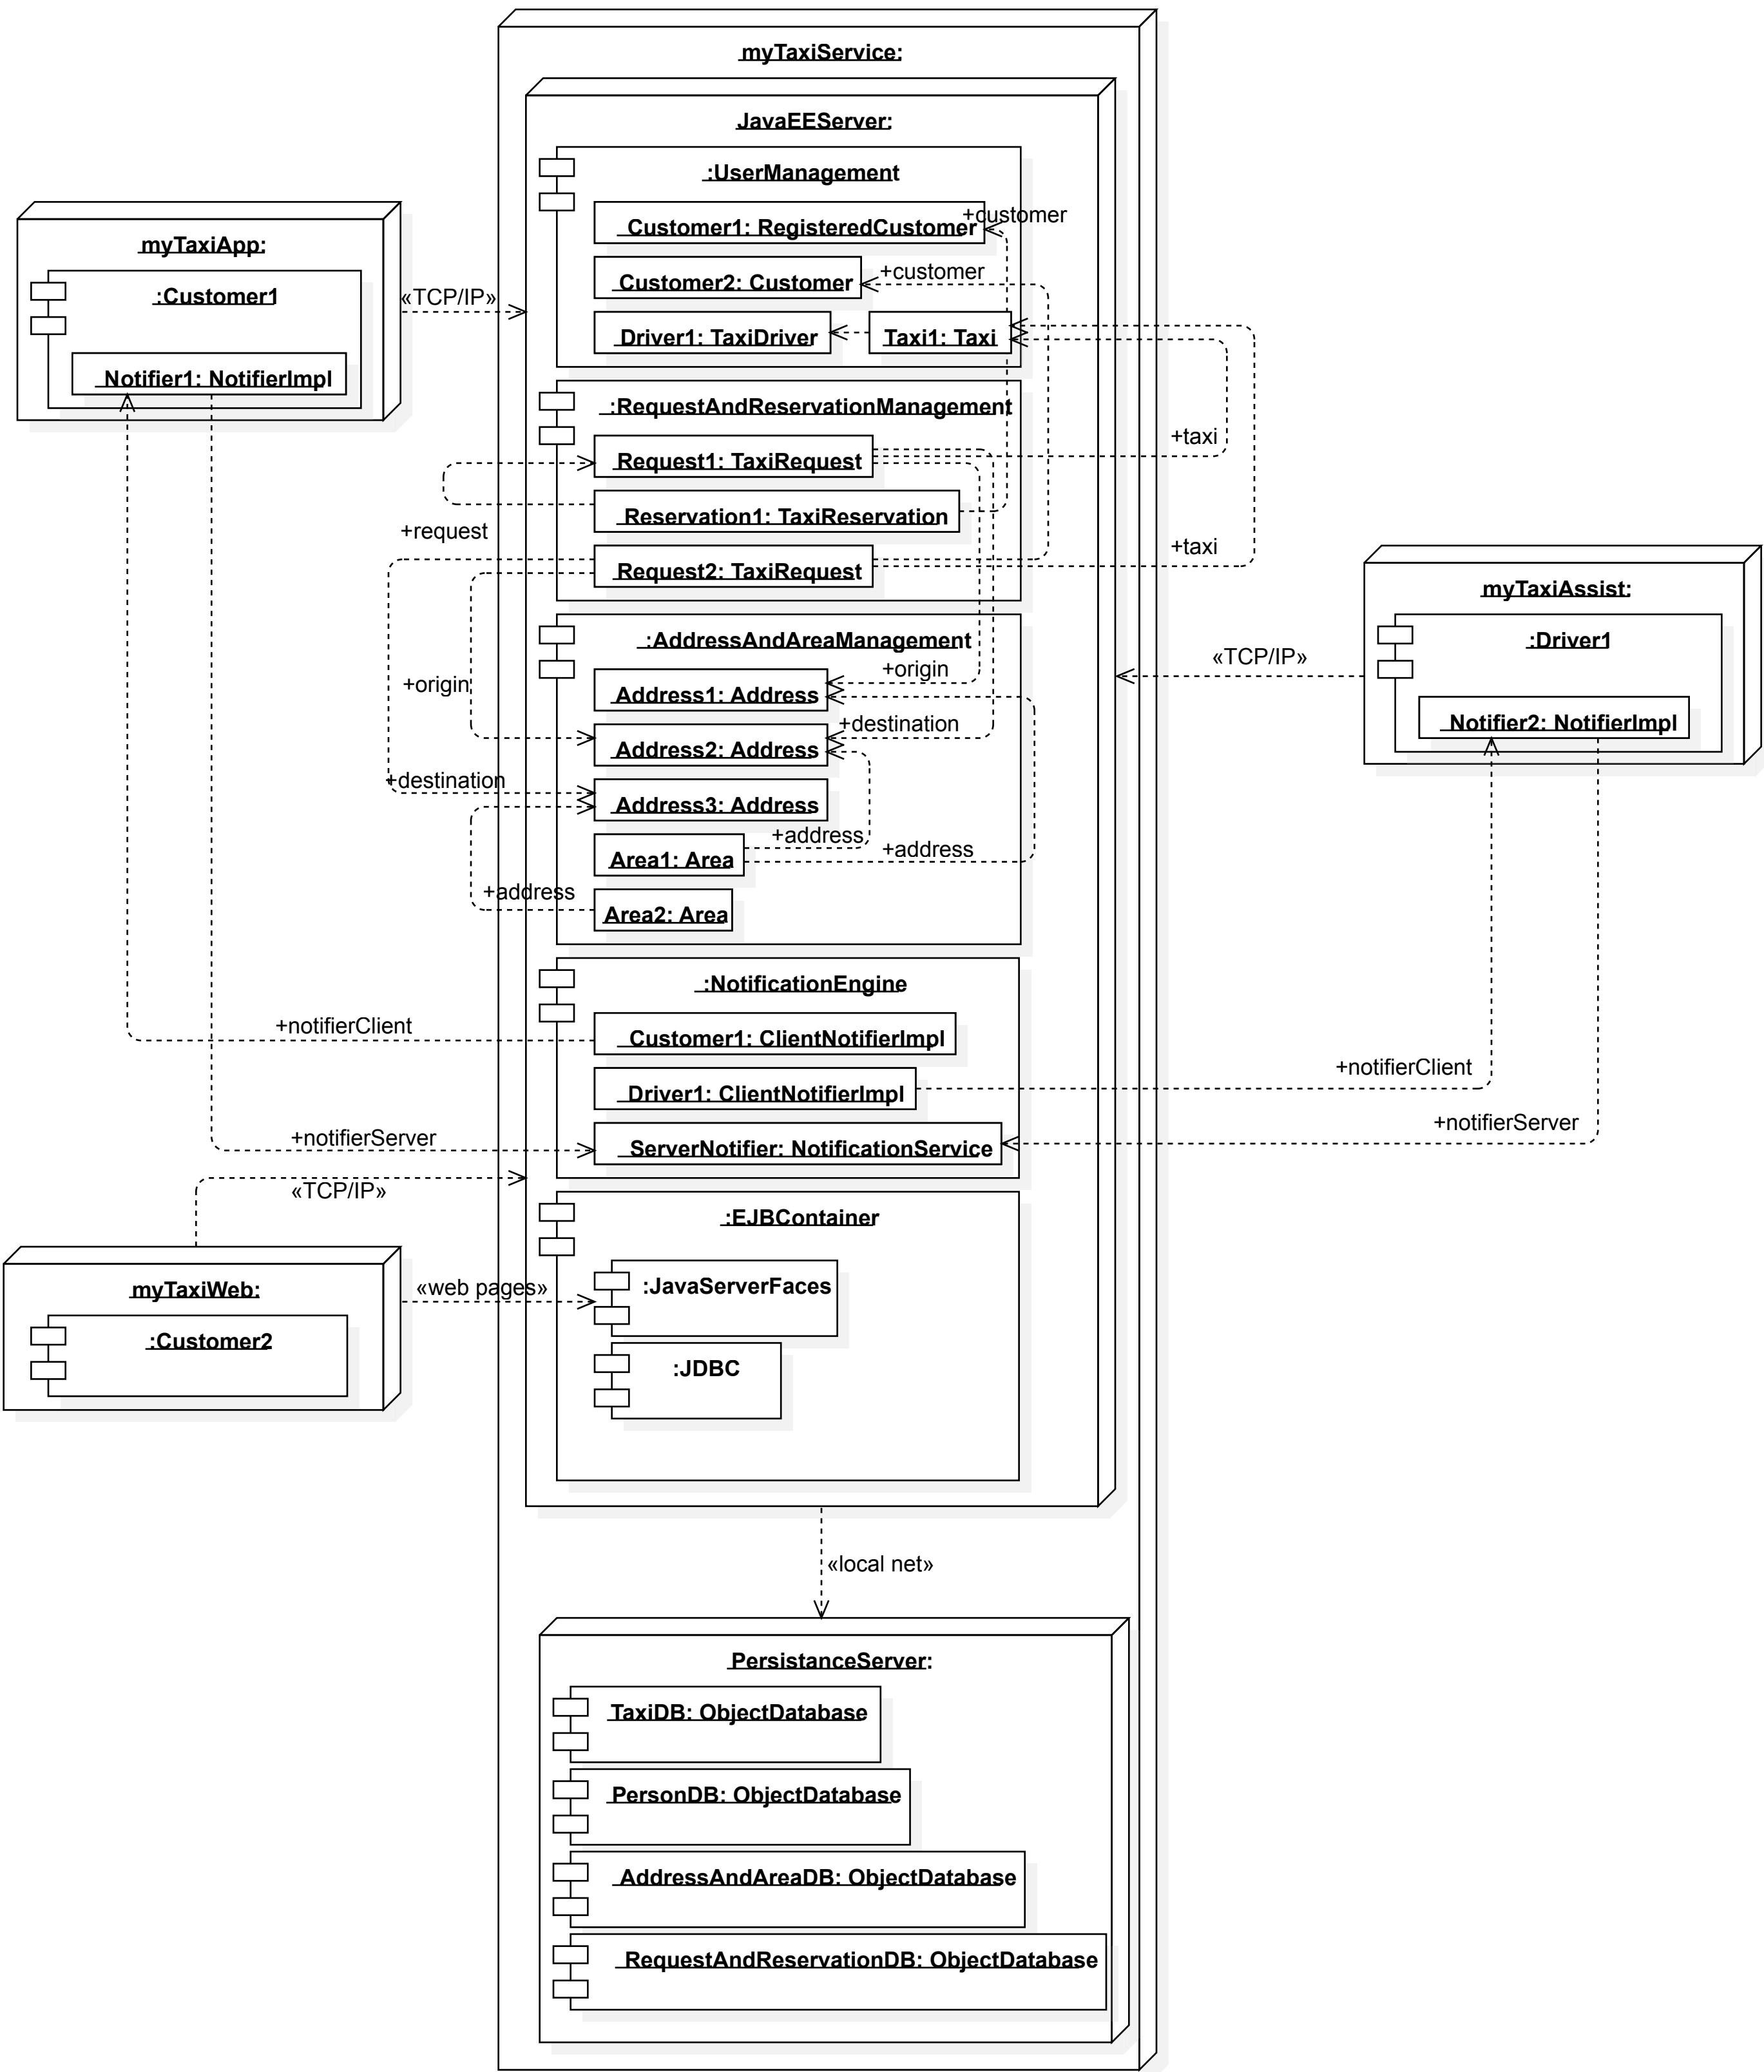 myTaxiService:
JavaEEServer:
:UserManagement
+customer
Customer1: RegisteredCustomer
+customer
Customer2: Customer
Driver1: TaxiDriver
Taxi1: Taxi
myTaxiApp:
:Customer1
«TCP/IP»
Notifier1: NotifierImpl
:RequestAndReservationManagement
+taxi
Request1: TaxiRequest
Reservation1: TaxiReservation
+request
+taxi
Request2: TaxiRequest
myTaxiAssist:
:Driver1
«TCP/IP»
Notifier2: NotifierImpl
:AddressAndAreaManagement
+origin
+origin
Address1: Address
+destination
Address2: Address
+destination
Address3: Address
+address
+address
Area1: Area
+address
Area2: Area
:NotificationEngine
+notifierClient
Customer1: ClientNotifierImpl
+notifierClient
Driver1: ClientNotifierImpl
+notifierServer
+notifierServer
ServerNotifier: NotificationService
«TCP/IP»
:EJBContainer
myTaxiWeb:
«web pages»
:JavaServerFaces
:Customer2
:JDBC
«local net»
PersistanceServer:
TaxiDB: ObjectDatabase
PersonDB: ObjectDatabase
AddressAndAreaDB: ObjectDatabase
RequestAndReservationDB: ObjectDatabase